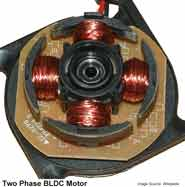 Two Phase BLDC Motor
Image Source: Wikipedia